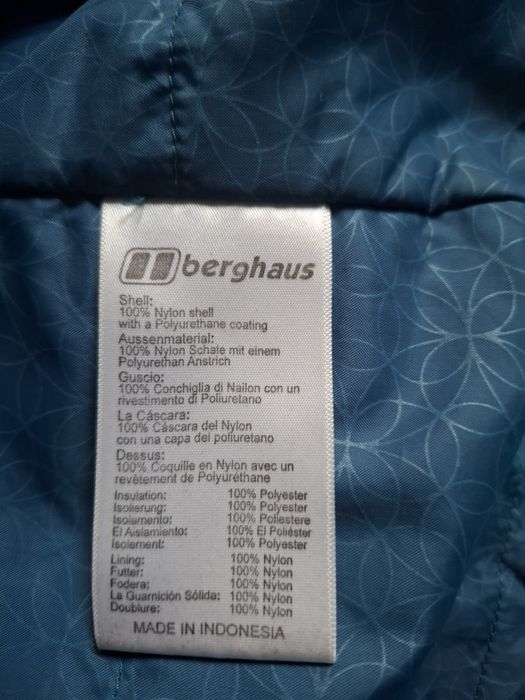 berghaus
Shell:
100% Nylon shell
with a Polyurethane coating
Aussenmaterial:
100% Nylon Schale mit einem
Polyurethan Anstrich
Guscio:
100% Conchiglia di Nailon con un
rivestimento di Poliuretano
La Cáscara:
100% Cáscara del Nylon
con una capa del poliuretano
Dessus:
100% Coquille en Nylon avec un
revêtement de Polyuréthane
Insulation: 100% Polyester
Isolierung: 100% Polyester
Isolamento: 100% Poliestere
El Aislamiento: 100% El Poliéster
Isolement: 100% Polyester
Lining: 100% Nylon
Futter: 100% Nylon
Fodera: 100% Nylon
La Guarnición Sólida: 100% Nylon
Doublure: 100% Nylon
MADE IN INDONESIA